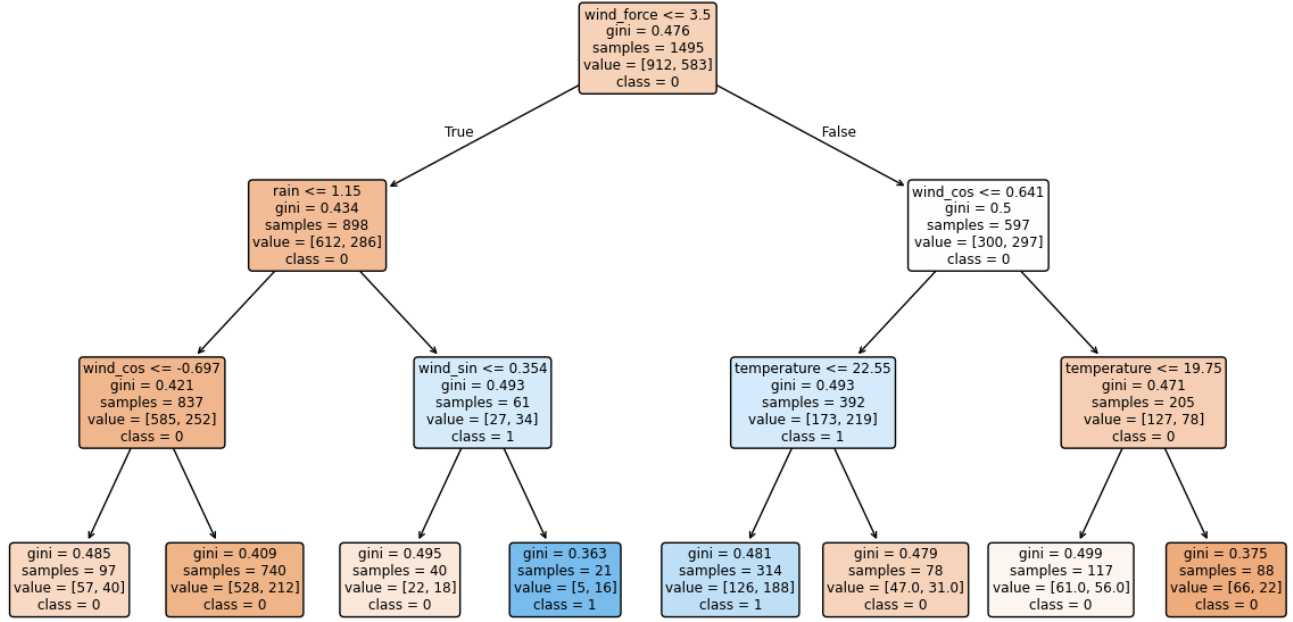 wind_force <= 3.5
gini = 0.476
samples = 1495
value = [912, 583]
class = 0
True
False
rain <= 1.15
gini = 0.434
samples = 898
value = [612, 286]
class = 0
wind_cos <= 0.641
gini = 0.5
samples = 597
value = [300, 297]
class = 0
wind_cos <= -0.697
gini = 0.421
samples = 837
value = [585, 252]
class = 0
wind_sin <= 0.354
gini = 0.493
samples = 61
value = [27, 34]
class = 1
temperature <= 22.55
gini = 0.493
samples = 392
value = [173, 219]
class = 1
temperature <= 19.75
gini = 0.471
samples = 205
value = [127, 78]
class = 0
gini = 0.485
samples = 97
value = [57, 40]
class = 0
gini = 0.409
samples = 740
value = [528, 212]
class = 0
gini = 0.495
samples = 40
value = [22, 18]
class = 0
gini = 0.363
samples = 21
value = [5, 16]
class = 1
gini = 0.481
samples = 314
value = [126, 188]
class = 1
gini = 0.479
samples = 78
value = [47.0, 31.0]
class = 0
gini = 0.499
samples = 117
value = [61.0, 56.0]
class = 0
gini = 0.375
samples = 88
value = [66, 22]
class = 0